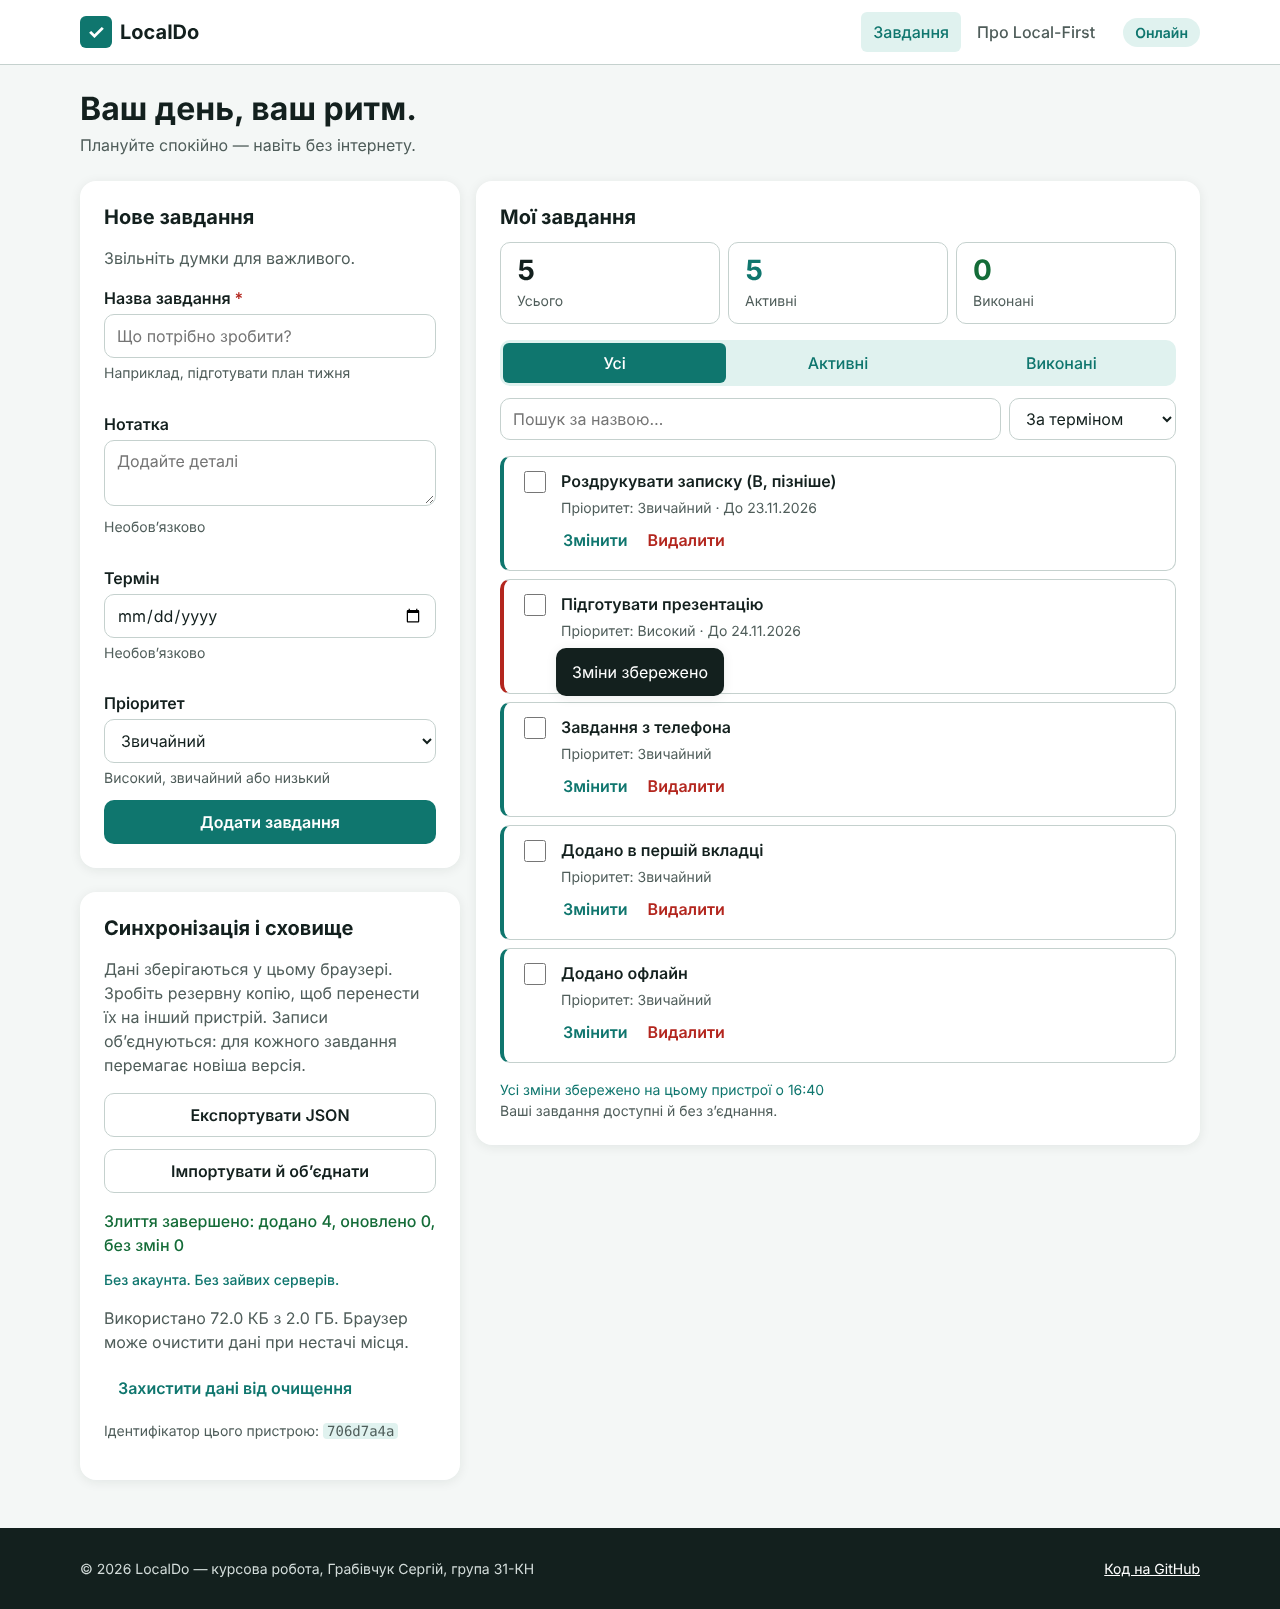 LocalDo
Завдання
Про Local-First
Онлайн
Ваш день, ваш ритм.
Плануйте спокійно — навіть без інтернету.
Нове завдання
Звільніть думки для важливого.
Назва завдання *
Що потрібно зробити?
Наприклад, підготувати план тижня
Нотатка
Додайте деталі
Необов’язково
Термін
mm/dd/yyyy
Необов’язково
Пріоритет
Звичайний
Високий, звичайний або низький
Додати завдання
Синхронізація і сховище
Дані зберігаються у цьому браузері.
Зробіть резервну копію, щоб перенести
їх на інший пристрій. Записи
об’єднуються: для кожного завдання
перемагає новіша версія.
Експортувати JSON
Імпортувати й об’єднати
Злиття завершено: додано 4, оновлено 0,
без змін 0
Без акаунта. Без зайвих серверів.
Використано 72.0 КБ з 2.0 ГБ. Браузер
може очистити дані при нестачі місця.
Захистити дані від очищення
Ідентифікатор цього пристрою: 706d7a4a
Мої завдання
5
Усього
5
Активні
0
Виконані
Усі
Активні
Виконані
Пошук за назвою...
За терміном
Роздрукувати записку (В, пізніше)
Пріоритет: Звичайний · До 23.11.2026
Змінити
Видалити
Підготувати презентацію
Пріоритет: Високий · До 24.11.2026
Зміни збережено
Завдання з телефона
Пріоритет: Звичайний
Змінити
Видалити
Додано в першій вкладці
Пріоритет: Звичайний
Змінити
Видалити
Додано офлайн
Пріоритет: Звичайний
Змінити
Видалити
Усі зміни збережено на цьому пристрої о 16:40
Ваші завдання доступні й без з’єднання.
© 2026 LocalDo — курсова робота, Грабівчук Сергій, група 31-КН
Код на GitHub